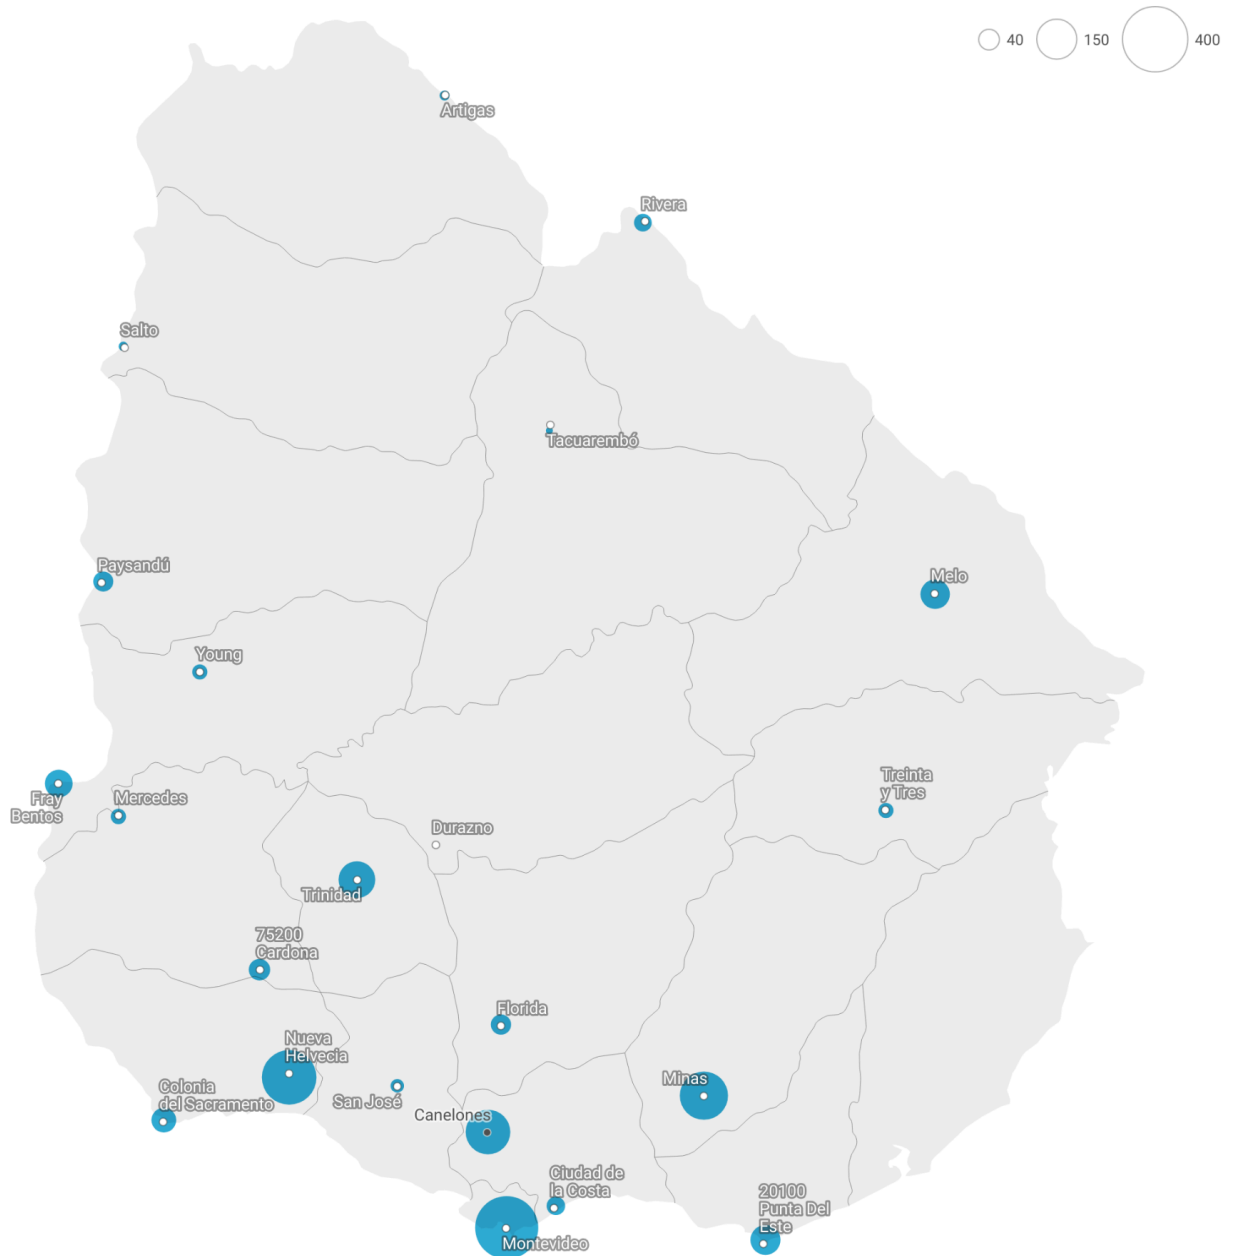 40
150
400
Artigas
Rivera
Salto
Tacuarembó
Paysandú
Melo
Young
Fray
Bentos
Mercedes
Treinta
y Tres
Durazno
Trinidad
75200
Cardona
Florida
Nueva
Helvecia
Minas
San José
Colonia
del Sacramento
Canelones
Ciudad de
la Costa
20100
Punta Del
Este
Montevideo